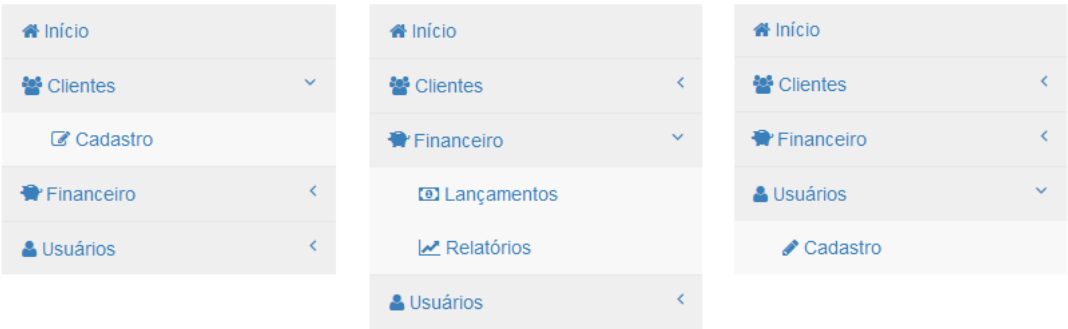 Início
Clientes
Cadastro
Financeiro
Usuários
Início
Clientes
Financeiro
Lançamentos
Relatórios
Usuários
Início
Clientes
Financeiro
Usuários
Cadastro